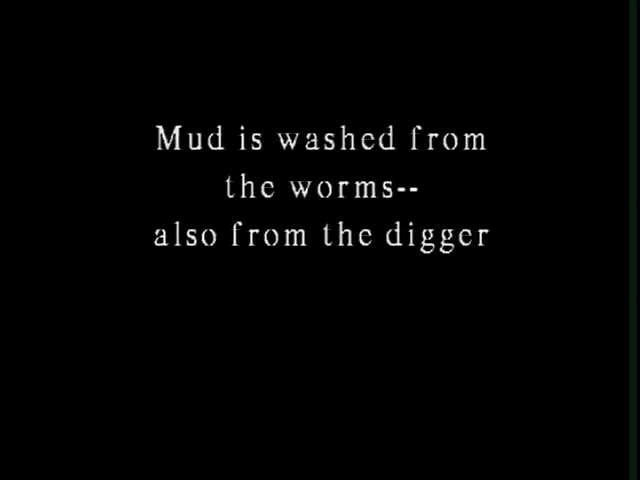 Mud is washed from
the worms--
also from the digger